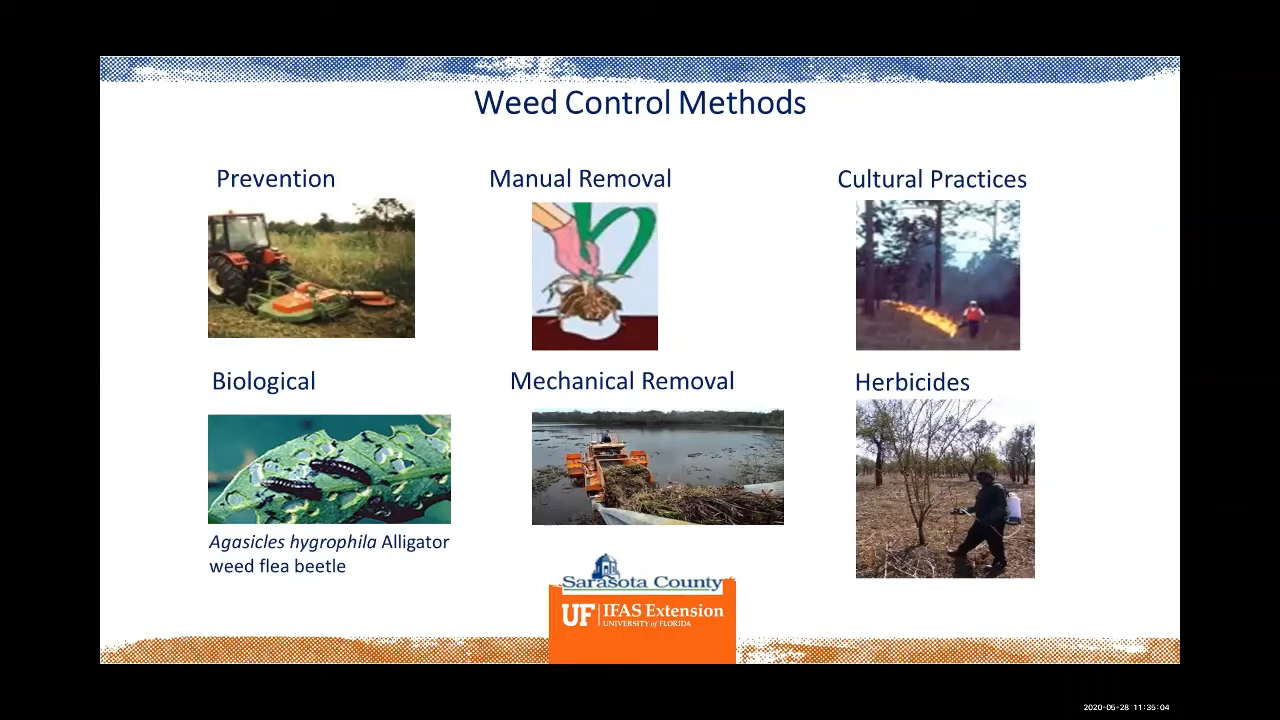 Weed Control Methods
Prevention
Manual Removal
Cultural Practices
Biological
Mechanical Removal
Herbicides
Agasicles hygrophila Alligator
weed flea beetle
Sarasota County
UF IFAS Extension
UNIVERSITY of FLORIDA
2020-05-28 11:35:04